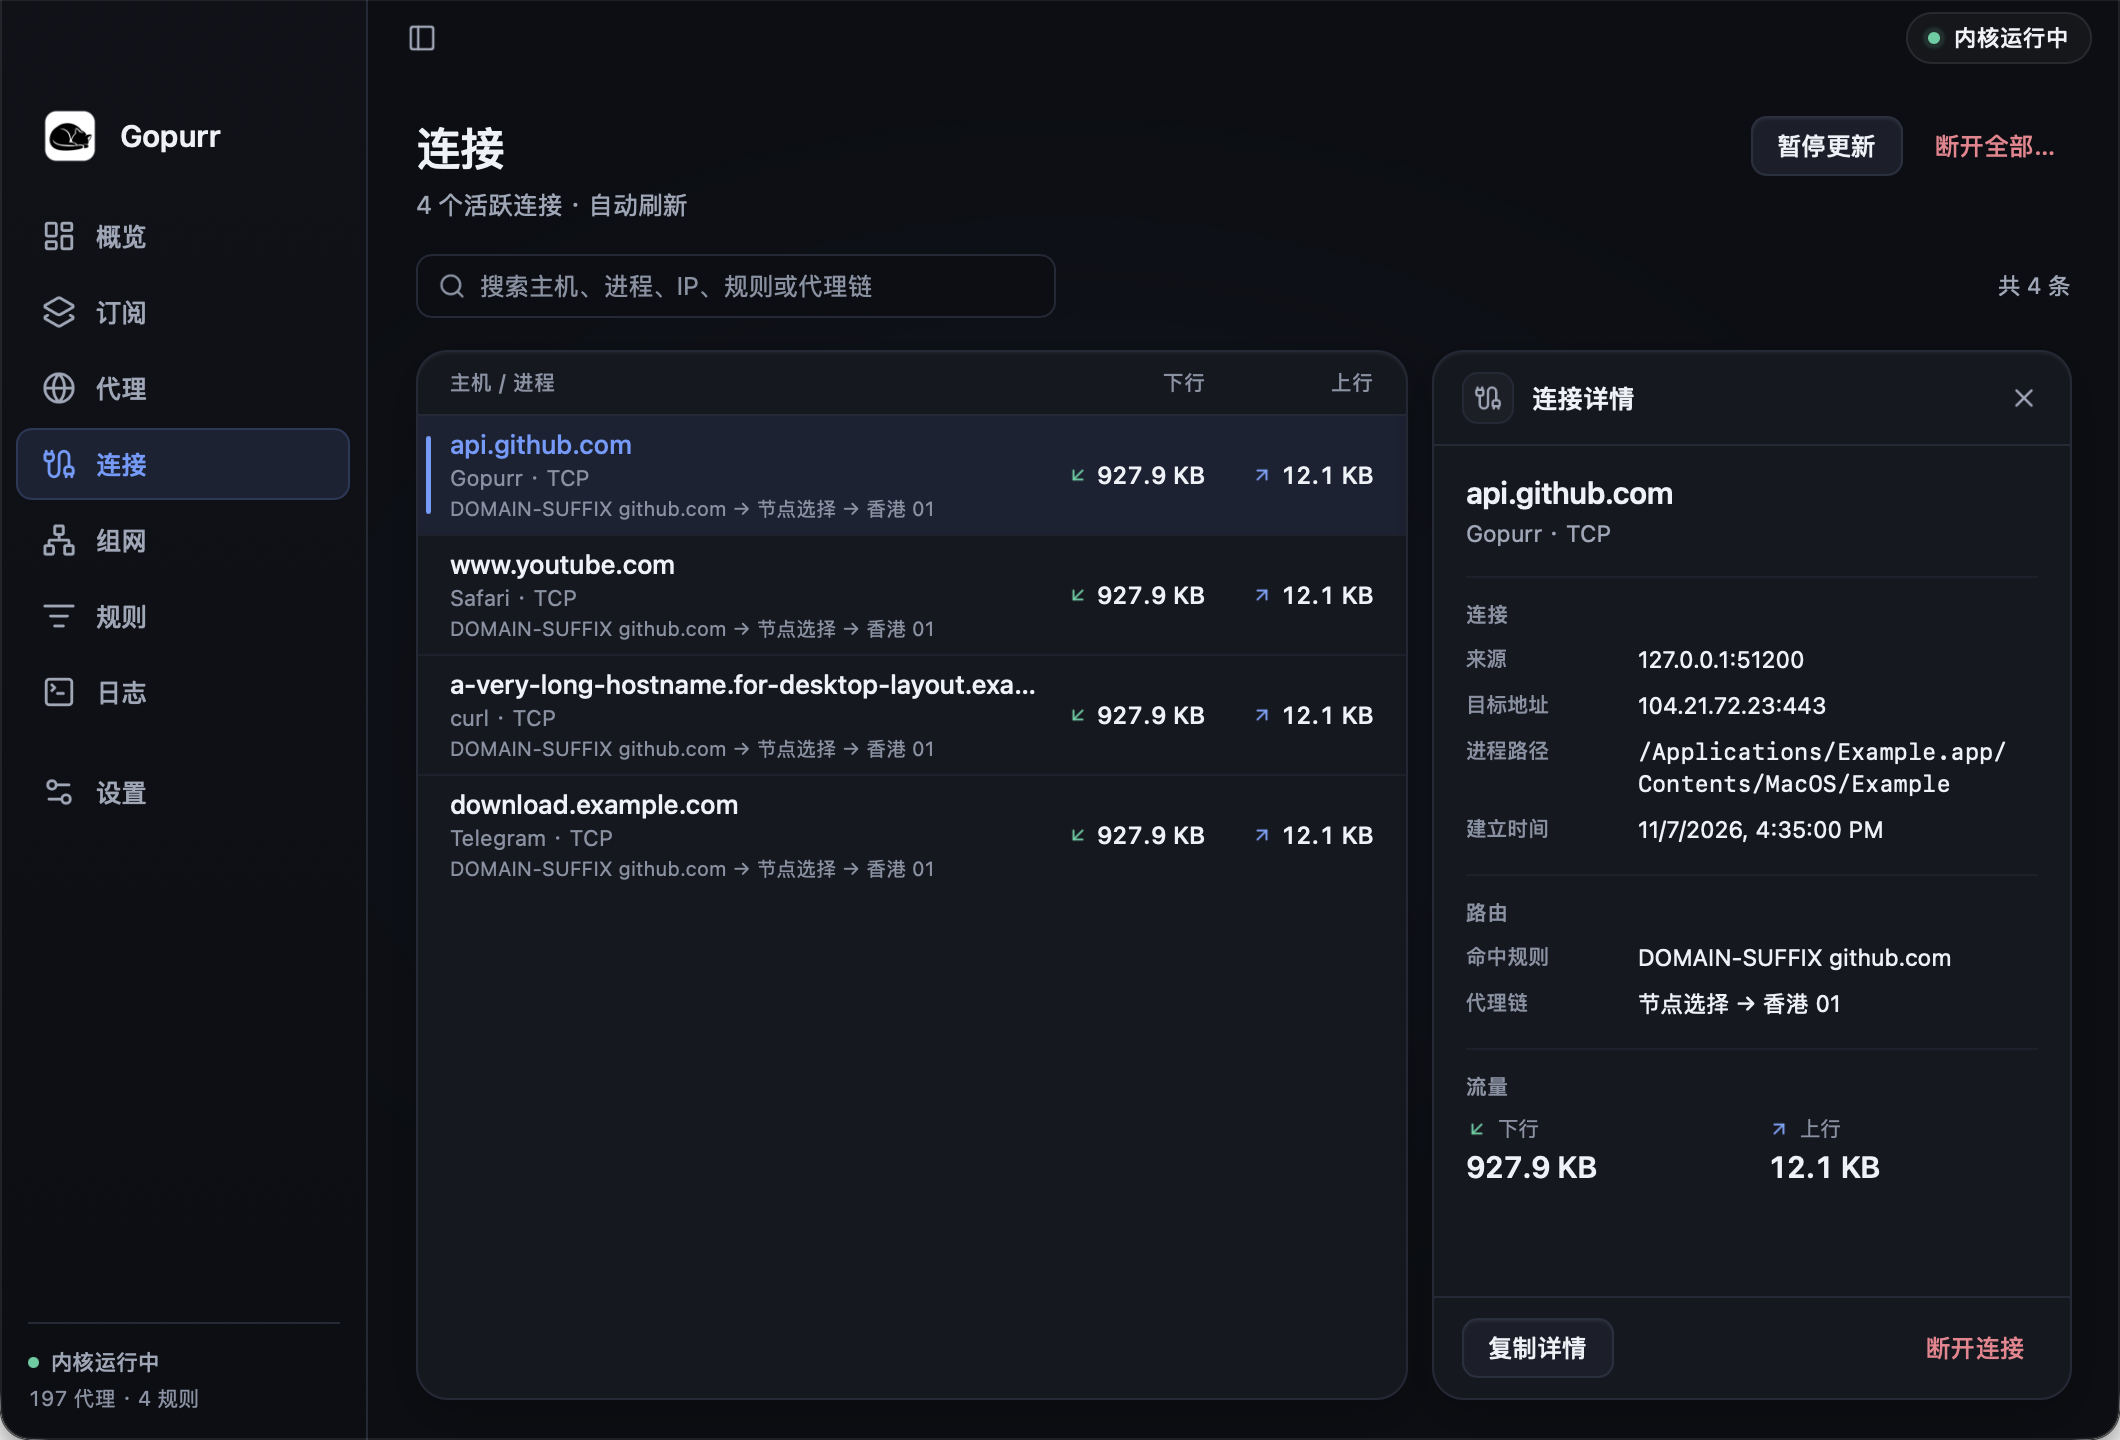 内核运行中
Gopurr
概览
订阅
代理
连接
组网
规则
日志
设置
内核运行中
197 代理 · 4 规则
连接
4 个活跃连接 · 自动刷新
暂停更新
断开全部...
搜索主机、进程、IP、规则或代理链
共 4 条
主机 / 进程 下行 上行
api.github.com
Gopurr · TCP
DOMAIN-SUFFIX github.com → 节点选择 → 香港 01
927.9 KB 12.1 KB
www.youtube.com
Safari · TCP
DOMAIN-SUFFIX github.com → 节点选择 → 香港 01
927.9 KB 12.1 KB
a-very-long-hostname.for-desktop-layout.exa...
curl · TCP
DOMAIN-SUFFIX github.com → 节点选择 → 香港 01
927.9 KB 12.1 KB
download.example.com
Telegram · TCP
DOMAIN-SUFFIX github.com → 节点选择 → 香港 01
927.9 KB 12.1 KB
连接详情
api.github.com
Gopurr · TCP
连接
来源 127.0.0.1:51200
目标地址 104.21.72.23:443
进程路径 /Applications/Example.app/
Contents/MacOS/Example
建立时间 11/7/2026, 4:35:00 PM
路由
命中规则 DOMAIN-SUFFIX github.com
代理链 节点选择 → 香港 01
流量
下行 上行
927.9 KB 12.1 KB
复制详情 断开连接